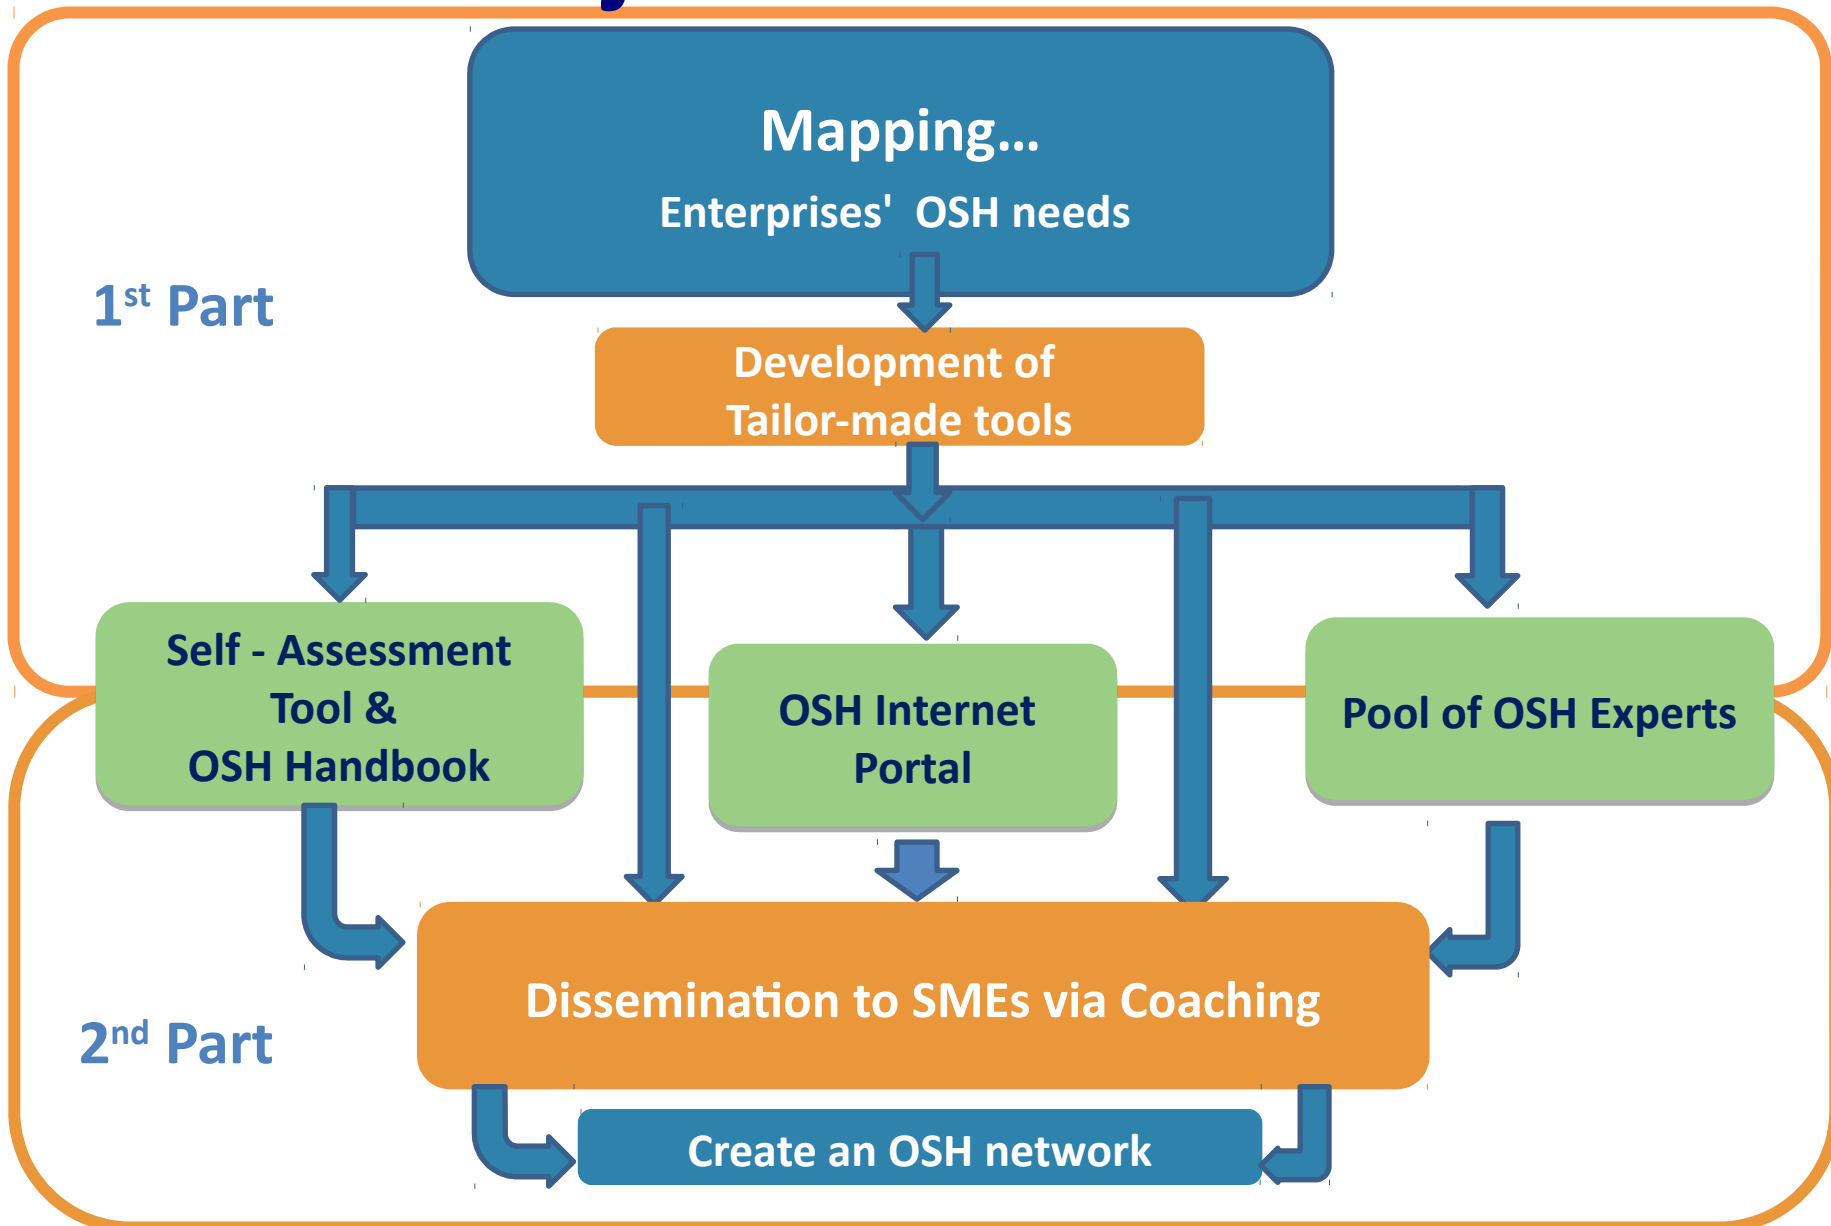 Mapping...
Enterprises' OSH needs
1st Part
Development of
Tailor-made tools
Self - Assessment
Tool &
OSH Handbook
OSH Internet
Portal
Pool of OSH Experts
Dissemination to SMEs via Coaching
2nd Part
Create an OSH network